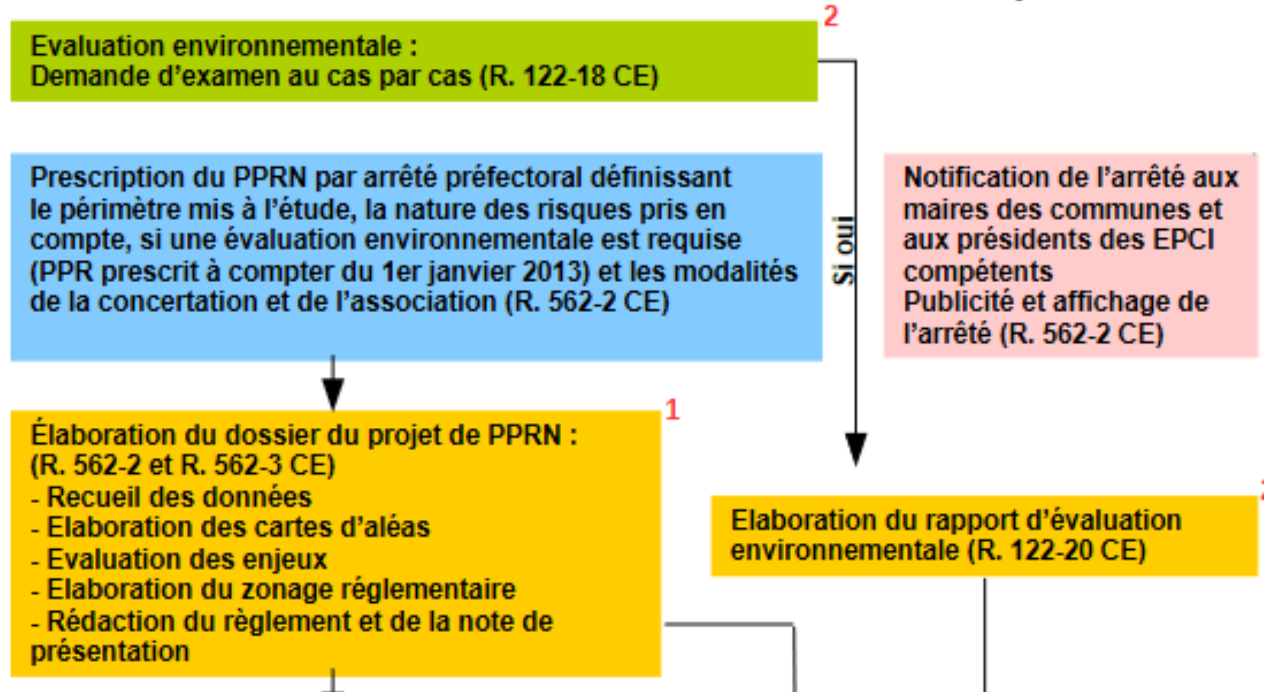 2
Evaluation environnementale :
Demande d'examen au cas par cas (R. 122-18 CE)
Prescription du PPRN par arrêté préfectoral définissant
le périmètre mis à l'étude, la nature des risques pris en
compte, si une évaluation environnementale est requise
(PPR prescrit à compter du 1er janvier 2013) et les modalités
de la concertation et de l'association (R. 562-2 CE)
Si oui
Notification de l'arrêté aux
maires des communes et
aux présidents des EPCI
compétents
Publicité et affichage de
l'arrêté (R. 562-2 CE)
1
Élaboration du dossier du projet de PPRN :
(R. 562-2 et R. 562-3 CE)
- Recueil des données
- Elaboration des cartes d'aléas
- Evaluation des enjeux
- Elaboration du zonage réglementaire
- Rédaction du règlement et de la note de
présentation
Elaboration du rapport d'évaluation
environnementale (R. 122-20 CE)